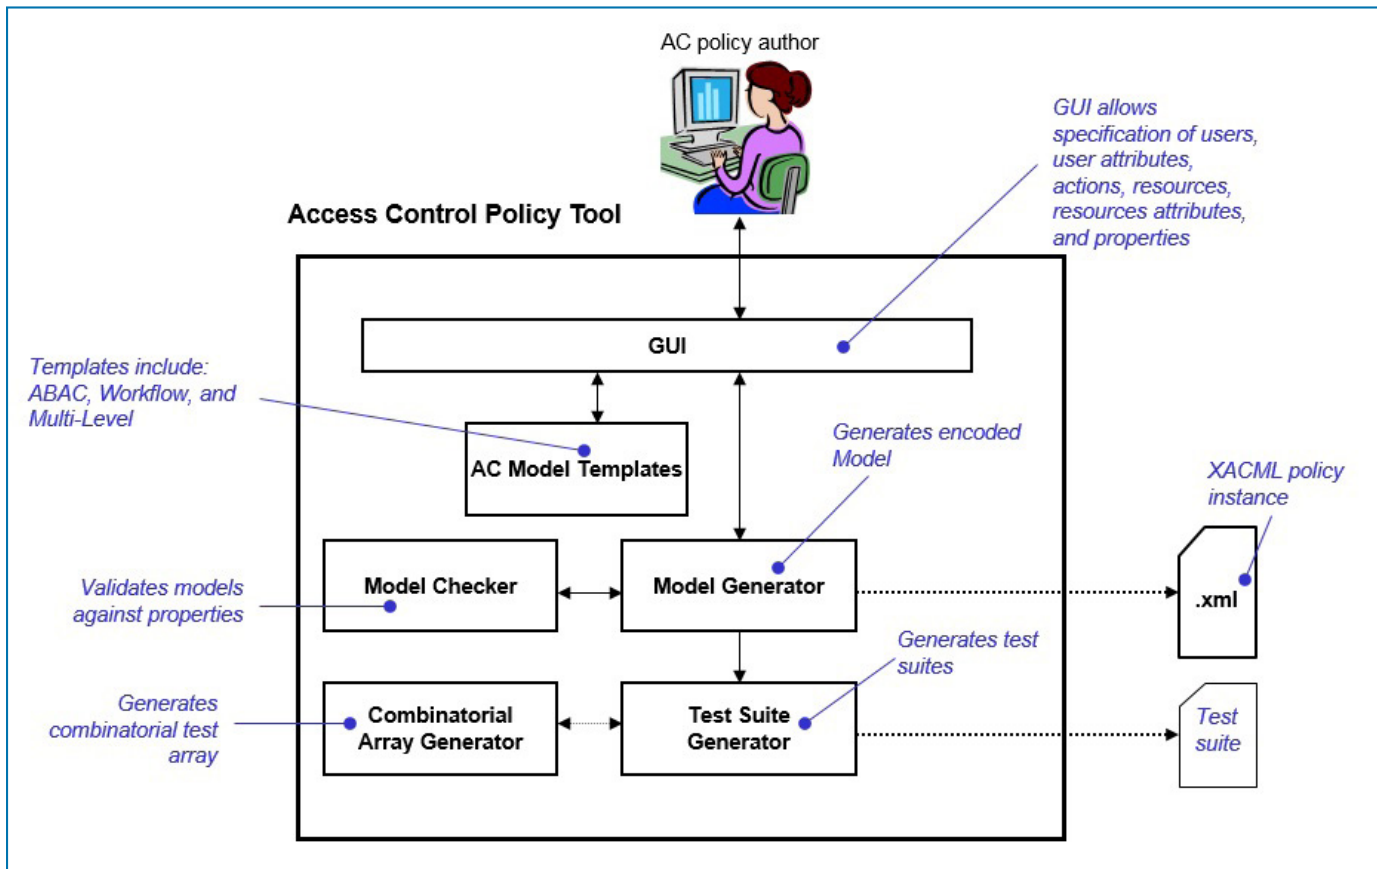 AC policy author
GUI allows
specification of users,
user attributes,
actions, resources,
resources attributes,
and properties
Access Control Policy Tool
GUI
Templates include:
ABAC, Workflow, and
Multi-Level
AC Model Templates
Generates encoded
Model
XACML policy
instance
Model Checker
Model Generator
.xml
Validates models
against properties
Generates test
suites
Generates
combinatorial test
array
Combinatorial
Array Generator
Test Suite
Generator
Test
suite